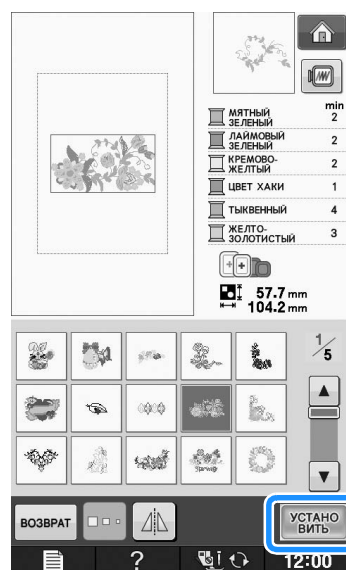 min
МЯТНЫЙ
ЗЕЛЕНЫЙ 2
ЛАЙМОВЫЙ
ЗЕЛЕНЫЙ 2
КРЕМОВО-
ЖЕЛТЫЙ 2
ЦВЕТ ХАКИ 1
ТЫКВЕННЫЙ 4
ЖЕЛТО-
ЗОЛОТИСТЫЙ 3
57.7 mm
104.2 mm
1/5
ВОЗВРАТ
УСТАНО
ВИТЬ
?
12:00